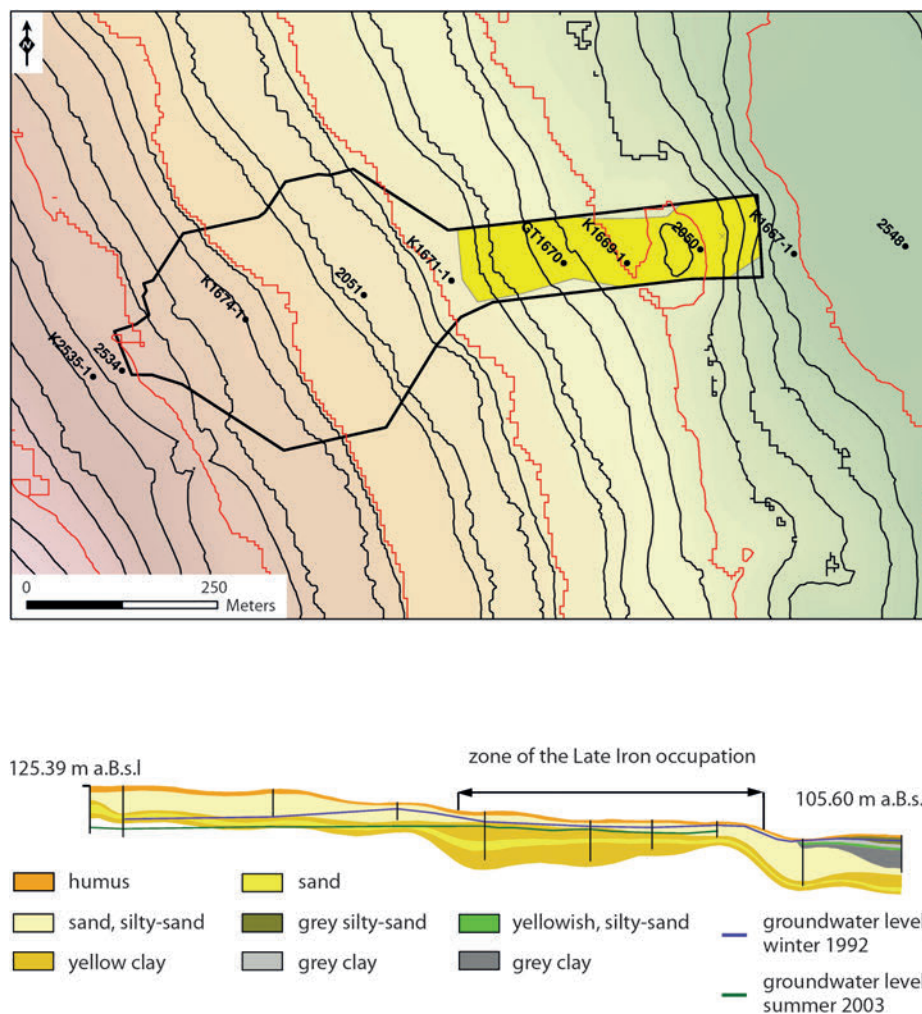 N
K2535-1
2534
K1674-1
2051
K1671-1
GT1670
K1669-1
2050
K1667-1
2548
0 250
Meters
zone of the Late Iron occupation
125.39 m a.B.s.l
105.60 m a.B.s.
humus
sand
sand, silty-sand
grey silty-sand
yellowish, silty-sand
groundwater level
winter 1992
yellow clay
grey clay
grey clay
groundwater level
summer 2003